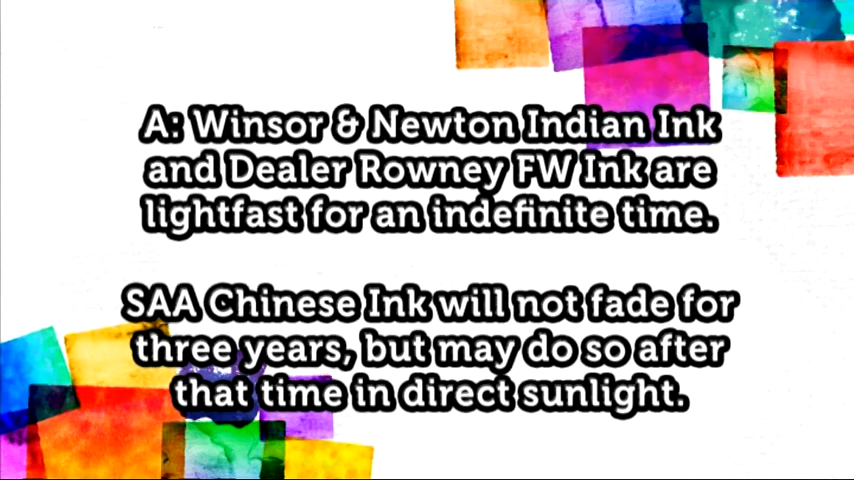 A: Winsor & Newton Indian Ink
and Dealer Rowney FW Ink are
lightfast for an indefinite time.
SAA Chinese Ink will not fade for
three years, but may do so after
that time in direct sunlight.